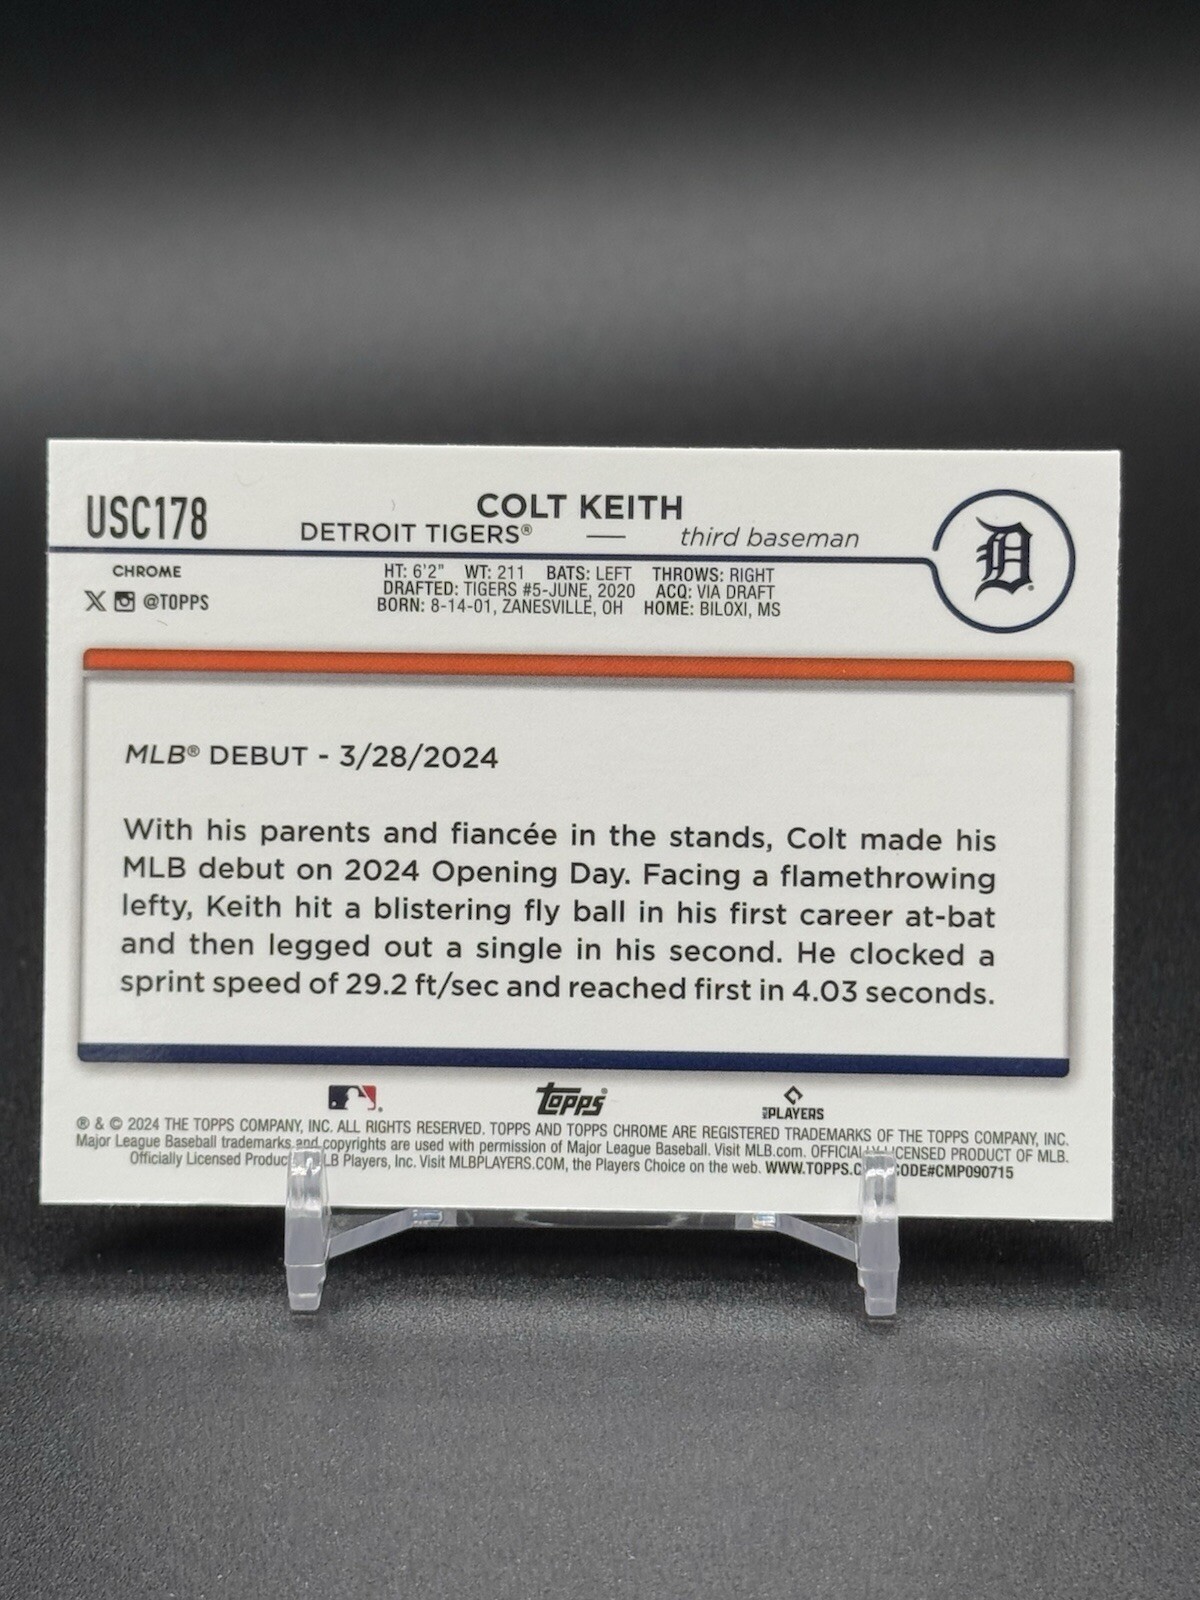 USC178
COLT KEITH
DETROIT TIGERS® — third baseman
CHROME
@TOPPS
HT: 6'2" WT: 211 BATS: LEFT THROWS: RIGHT
DRAFTED: TIGERS #5-JUNE, 2020 ACQ: VIA DRAFT
BORN: 8-14-01, ZANESVILLE, OH HOME: BILOXI, MS
D
MLB® DEBUT - 3/28/2024
With his parents and fiancée in the stands, Colt made his
MLB debut on 2024 Opening Day. Facing a flamethrowing
lefty, Keith hit a blistering fly ball in his first career at-bat
and then legged out a single in his second. He clocked a
sprint speed of 29.2 ft/sec and reached first in 4.03 seconds.
topps®
MLB PLAYERS
® & © 2024 THE TOPPS COMPANY, INC. ALL RIGHTS RESERVED. TOPPS AND TOPPS CHROME ARE REGISTERED TRADEMARKS OF THE TOPPS COMPANY, INC.
Major League Baseball trademarks and copyrights are used with permission of Major League Baseball. Visit MLB.com. OFFICIALLY LICENSED PRODUCT OF MLB.
Officially Licensed Product LB Players, Inc. Visit MLBPLAYERS.COM, the Players Choice on the web. WWW.TOPPS.C CODE#CMP090715